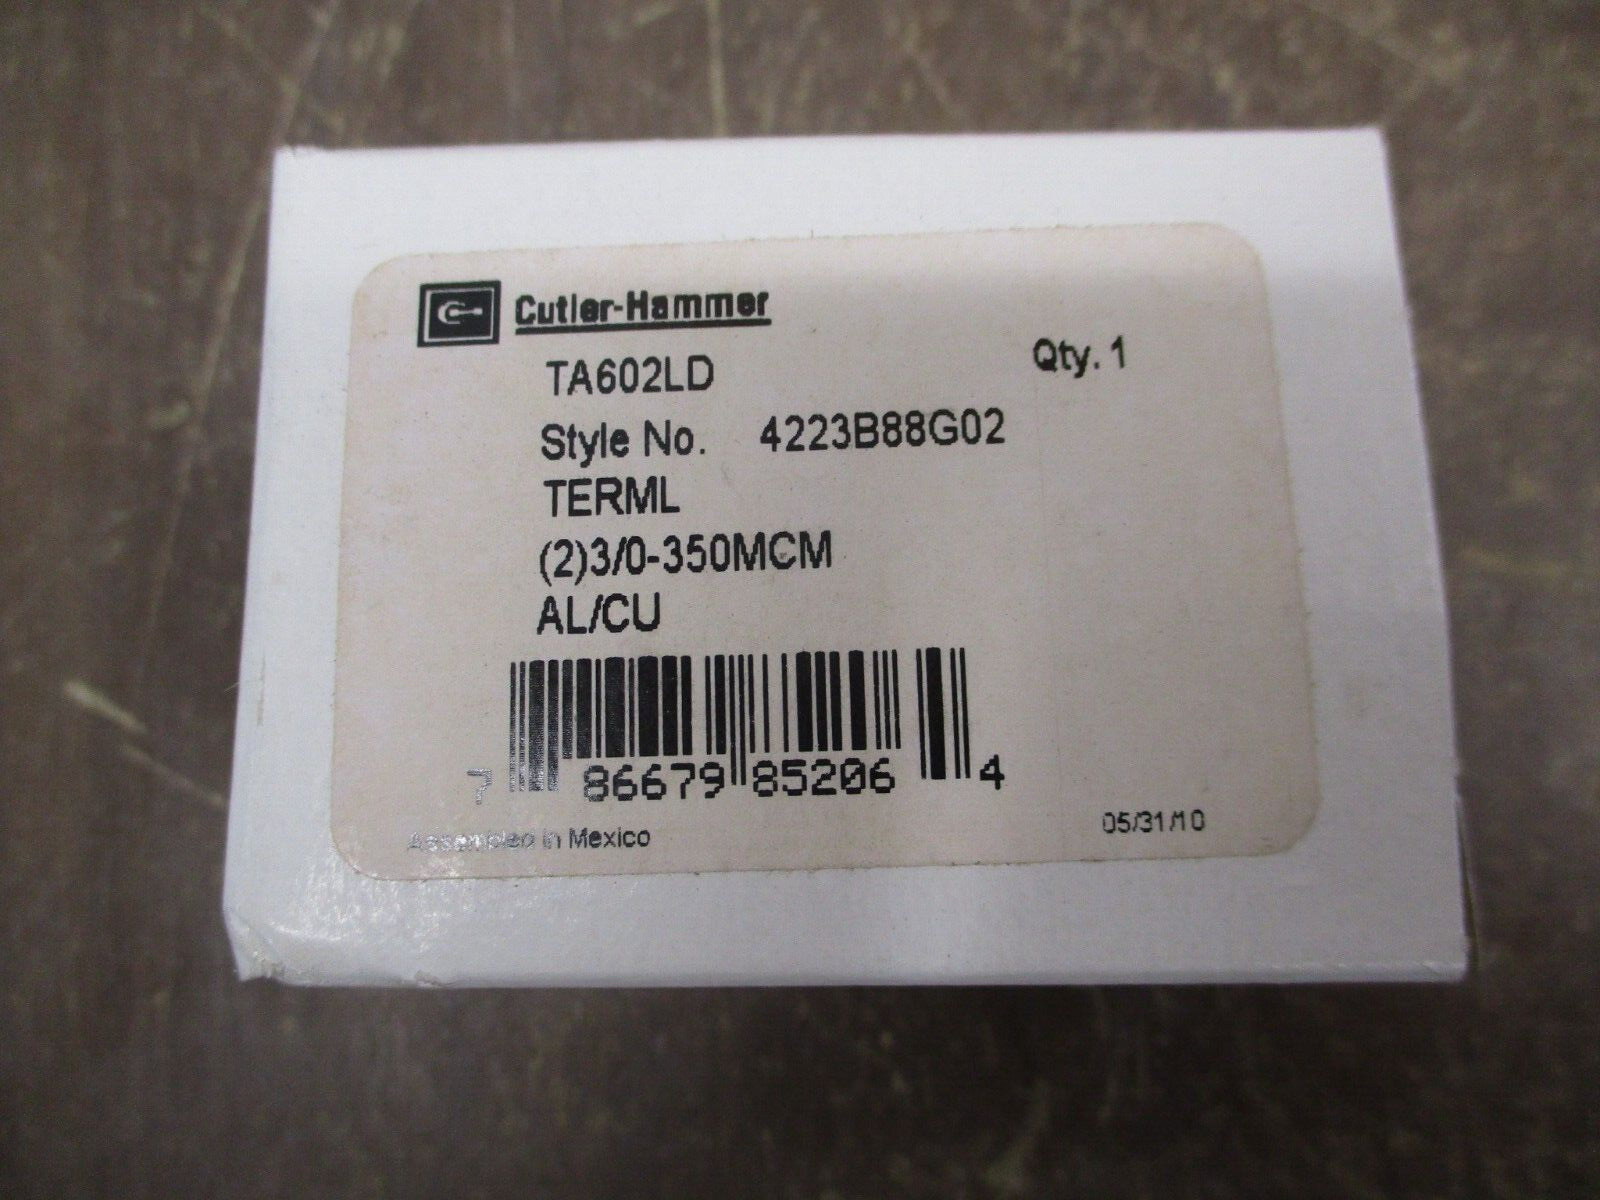 Cutler-Hammer
TA602LD Qty. 1
Style No. 4223B88G02
TERML
(2)3/0-350MCM
AL/CU
7 86679 85206 4
Assembled in Mexico 05/31/10